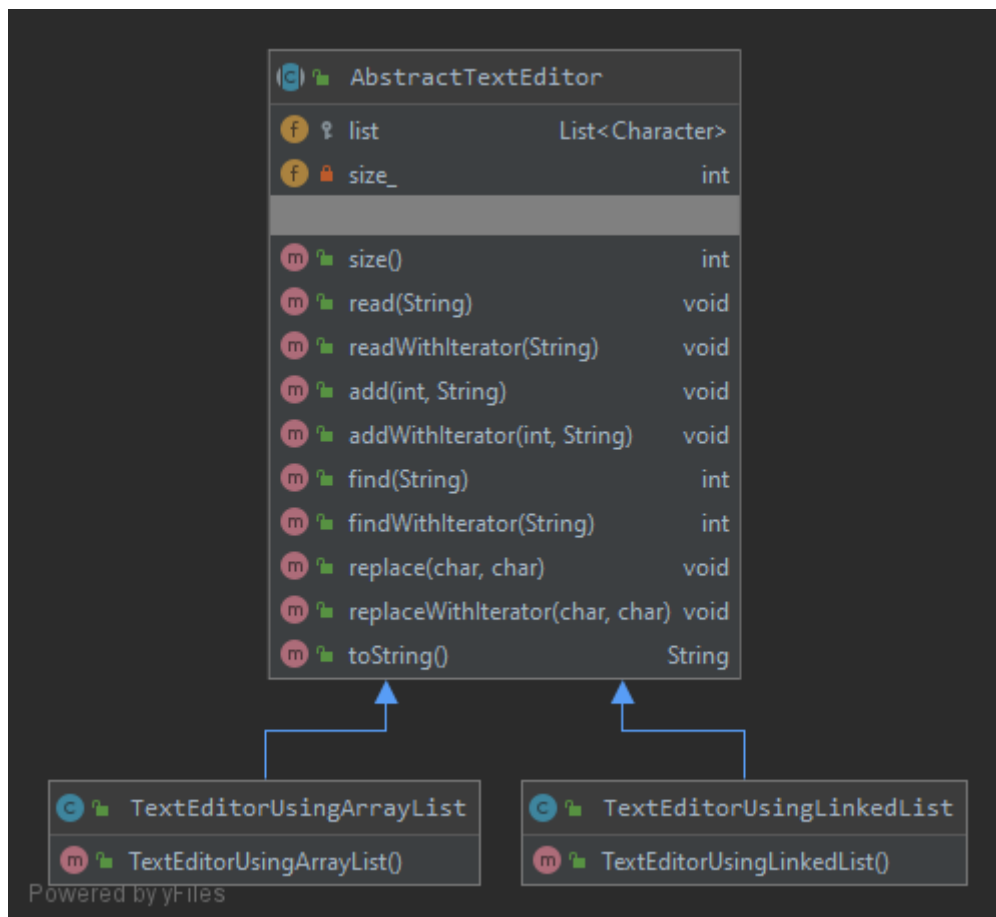 AbstractTextEditor
list List<Character>
size_ int
size() int
read(String) void
readWithIterator(String) void
add(int, String) void
addWithIterator(int, String) void
find(String) int
findWithIterator(String) int
replace(char, char) void
replaceWithIterator(char, char) void
toString() String
TextEditorUsingArrayList
TextEditorUsingArrayList()
TextEditorUsingLinkedList
TextEditorUsingLinkedList()
Powered by yFiles